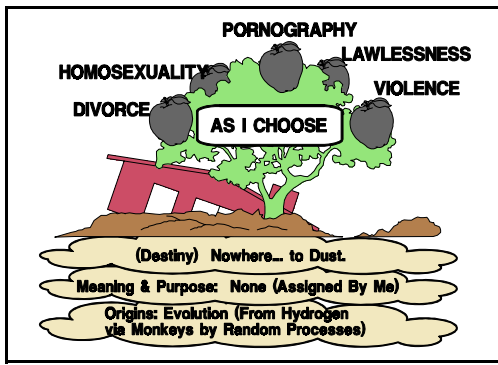 PORNOGRAPHY
LAWLESSNESS
HOMOSEXUALITY
VIOLENCE
DIVORCE
AS I CHOOSE
(Destiny) Nowhere... to Dust.
Meaning & Purpose: None (Assigned By Me)
Origins: Evolution (From Hydrogen
via Monkeys by Random Processes)